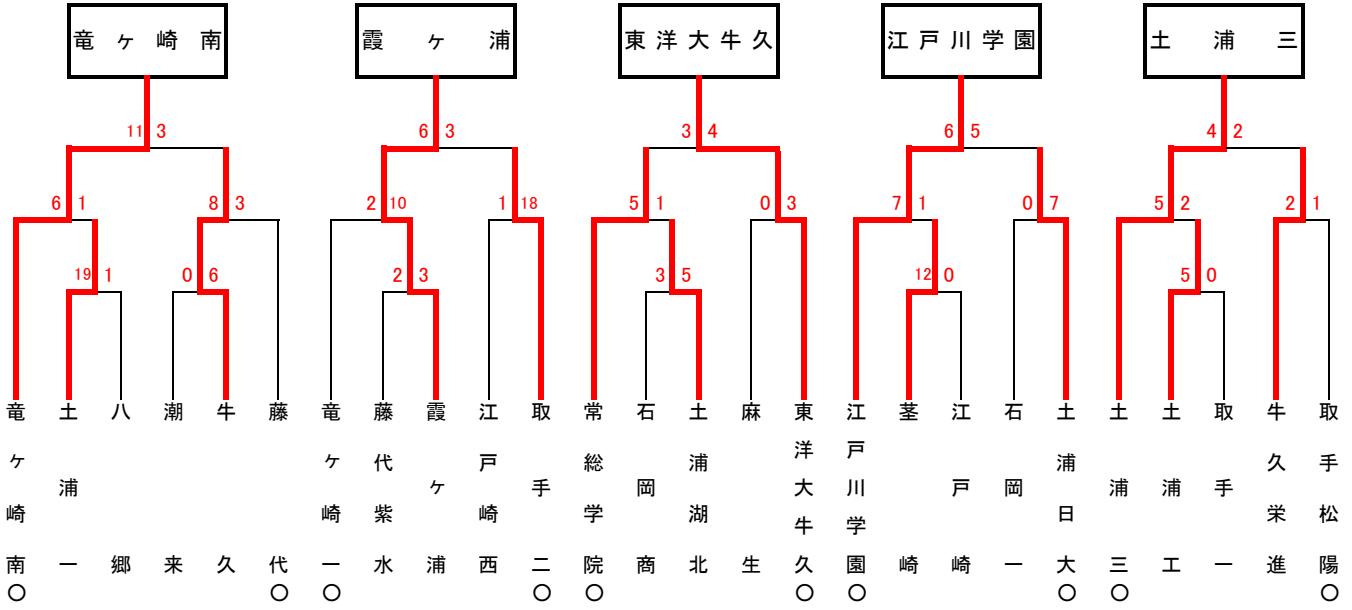 竜ヶ崎南 霞ヶ浦 東洋大牛久 江戸川学園 土浦三
11 3 6 3 3 4 6 5 4 2
6 1 8 3 2 10 1 18 5 1 0 3 7 1 0 7 5 2 2 1
19 1 0 6 2 3 3 5 12 0 5 0
竜ヶ崎南○
土浦一
八郷
潮来
牛久
藤代○
竜ヶ崎一○
藤代紫水
霞ヶ浦
江戸崎西
取手二○
常総学院○
石岡商
土浦湖北
麻生
東洋大牛久○
江戸川学園○
茎崎
江戸崎
石岡一
土浦日大○
土浦三○
土浦工
取手一
牛久栄進
取手松陽○